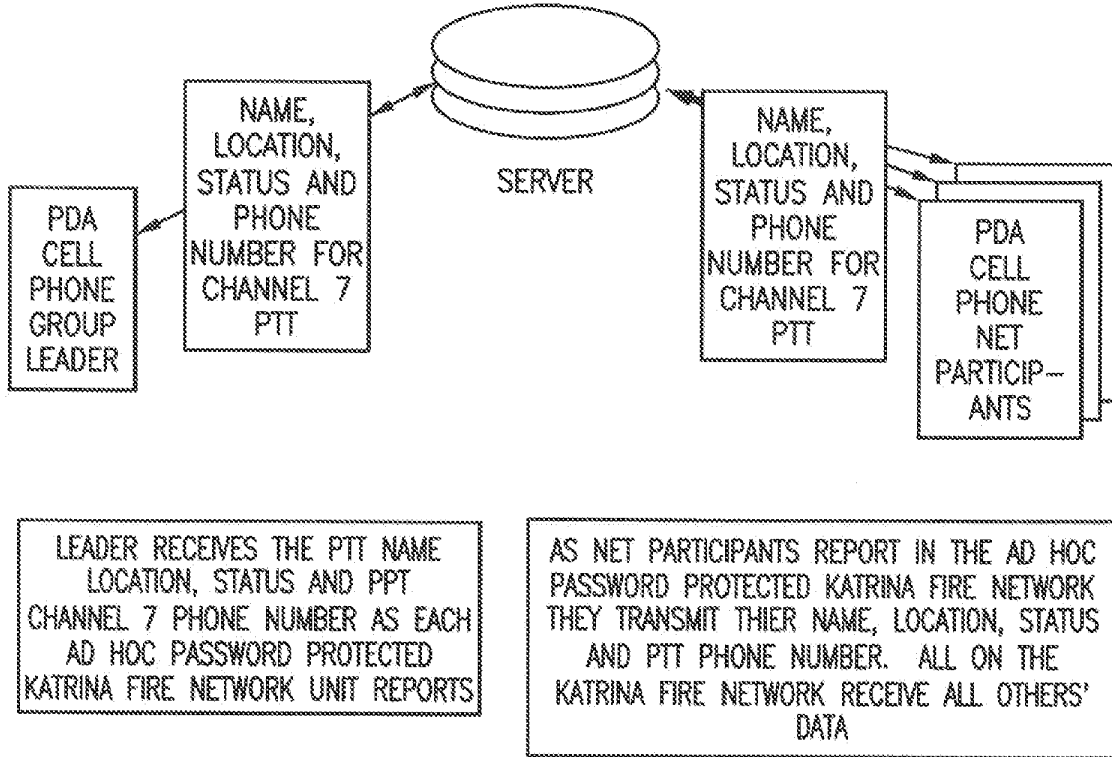 SERVER
NAME,
LOCATION,
STATUS AND
PHONE
NUMBER FOR
CHANNEL 7
PTT
NAME,
LOCATION,
STATUS AND
PHONE
NUMBER FOR
CHANNEL 7
PTT
PDA
CELL
PHONE
GROUP
LEADER
PDA
CELL
PHONE
NET
PARTICIP-
ANTS
LEADER RECEIVES THE PTT NAME
LOCATION, STATUS AND PPT
CHANNEL 7 PHONE NUMBER AS EACH
AD HOC PASSWORD PROTECTED
KATRINA FIRE NETWORK UNIT REPORTS
AS NET PARTICIPANTS REPORT IN THE AD HOC
PASSWORD PROTECTED KATRINA FIRE NETWORK
THEY TRANSMIT THIER NAME, LOCATION, STATUS
AND PTT PHONE NUMBER. ALL ON THE
KATRINA FIRE NETWORK RECEIVE ALL OTHERS'
DATA